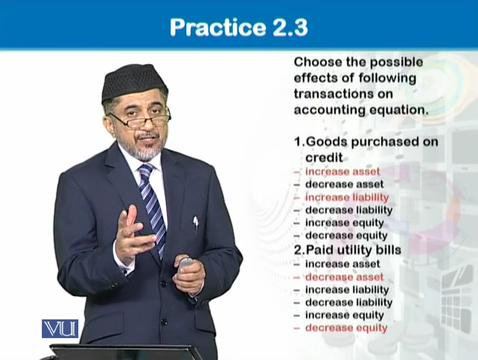 Practice 2.3
Choose the possible
effects of following
transactions on
accounting equation.
1.Goods purchased on
credit
– increase asset
– decrease asset
– increase liability
– decrease liability
– increase equity
– decrease equity
2.Paid utility bills
– increase asset
– decrease asset
– increase liability
– decrease liability
– increase equity
– decrease equity
VU